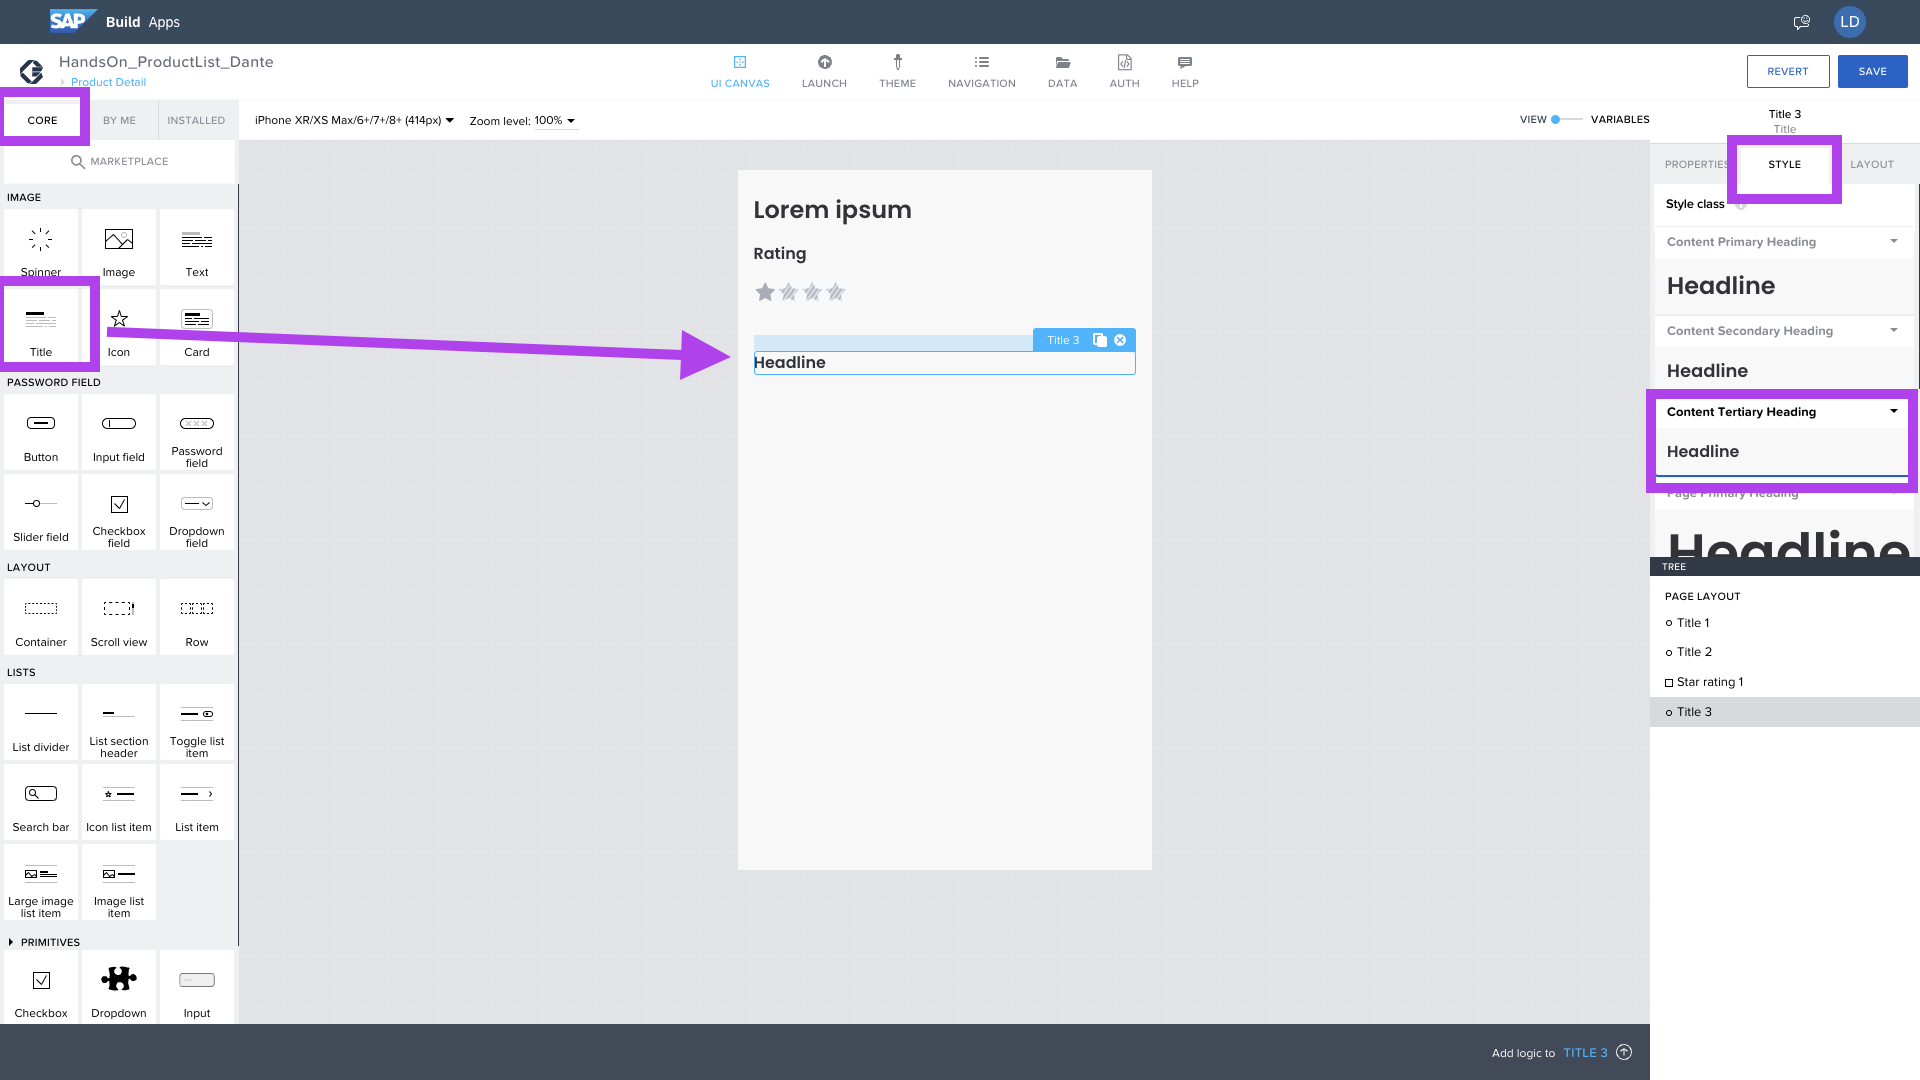 SAP Build Apps
LD
HandsOn_ProductList_Dante
Product Detail
UI CANVAS
LAUNCH
THEME
NAVIGATION
DATA
AUTH
HELP
REVERT
SAVE
CORE
BY ME
INSTALLED
iPhone XR/XS Max/6+/7+/8+ (414px)
Zoom level: 100%
VIEW
VARIABLES
Title 3
Title
MARKETPLACE
PROPERTIES
STYLE
LAYOUT
IMAGE
Spinner
Image
Text
Title
Icon
Card
PASSWORD FIELD
Button
Input field
Password
field
Slider field
Checkbox
field
Dropdown
field
LAYOUT
Container
Scroll view
Row
LISTS
List divider
List section
header
Toggle list
item
Search bar
Icon list item
List item
Large image
list item
Image list
item
PRIMITIVES
Checkbox
Dropdown
Input
Lorem ipsum
Rating
Title 3
Headline
Style class
Content Primary Heading
Headline
Content Secondary Heading
Headline
Content Tertiary Heading
Headline
Page Primary Heading
Headline
TREE
PAGE LAYOUT
Title 1
Title 2
Star rating 1
Title 3
Add logic to TITLE 3